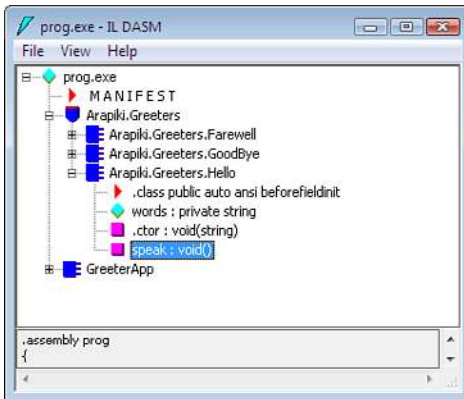 prog.exe - IL DASM
File View Help
prog.exe
MANIFEST
Arapiki.Greeters
Arapiki.Greeters.Farewell
Arapiki.Greeters.GoodBye
Arapiki.Greeters.Hello
.class public auto ansi beforefieldinit
words : private string
.ctor : void(string)
speak : void()
GreeterApp
.assembly prog
{